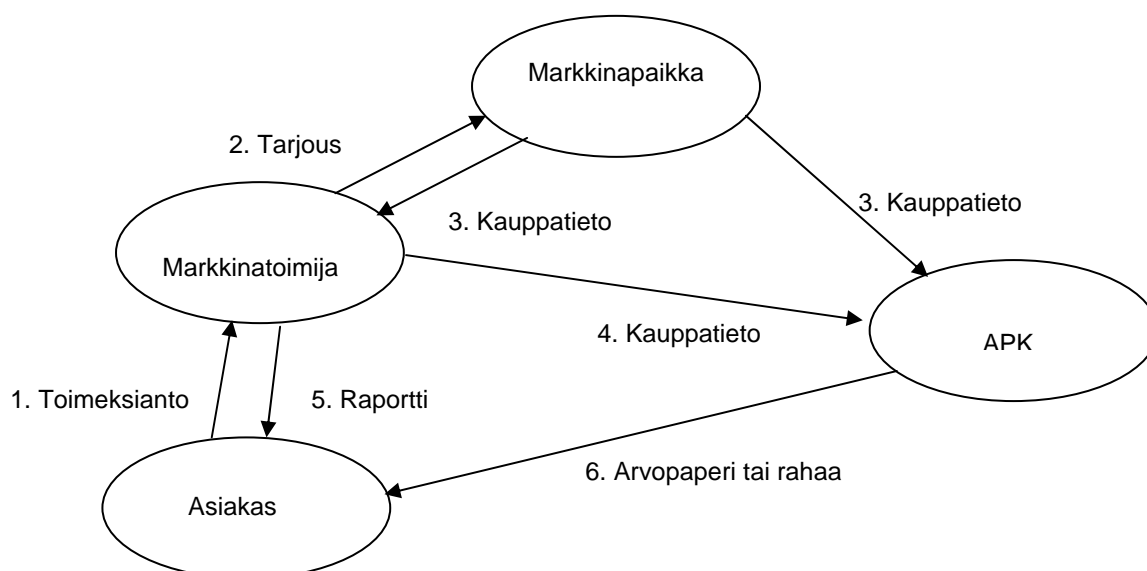 Markkinapaikka
2. Tarjous
3. Kauppatieto
3. Kauppatieto
Markkinatoimija
4. Kauppatieto
APK
1. Toimeksianto
5. Raportti
6. Arvopaperi tai rahaa
Asiakas